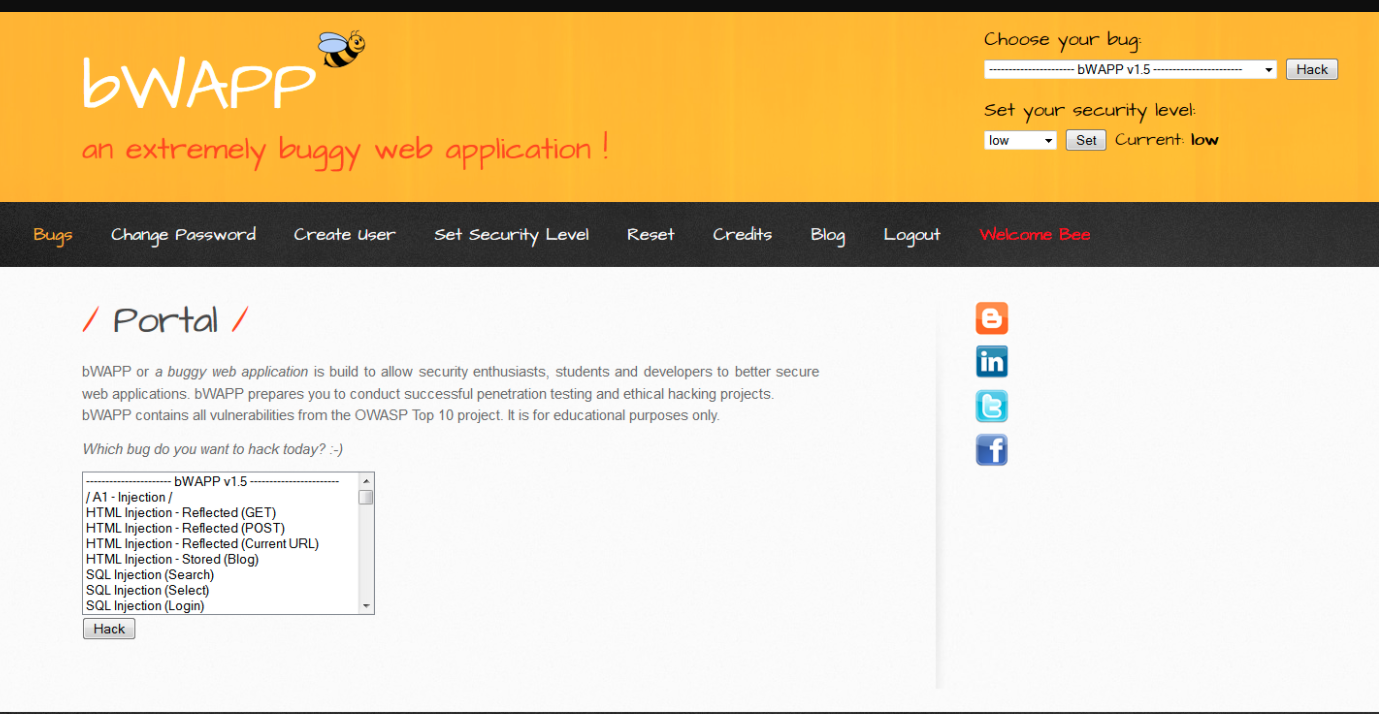 bWAPP
an extremely buggy web application !
Choose your bug:
---------------------- bWAPP v1.5 -----------------------
Hack
Set your security level:
low
Set
Current: low
Bugs
Change Password
Create User
Set Security Level
Reset
Credits
Blog
Logout
Welcome Bee
/ Portal /
bWAPP or a buggy web application is build to allow security enthusiasts, students and developers to better secure
web applications. bWAPP prepares you to conduct successful penetration testing and ethical hacking projects.
bWAPP contains all vulnerabilities from the OWASP Top 10 project. It is for educational purposes only.
Which bug do you want to hack today? :-)
---------------------- bWAPP v1.5 -----------------------
/ A1 - Injection /
HTML Injection - Reflected (GET)
HTML Injection - Reflected (POST)
HTML Injection - Reflected (Current URL)
HTML Injection - Stored (Blog)
SQL Injection (Search)
SQL Injection (Select)
SQL Injection (Login)
Hack
in
t
f